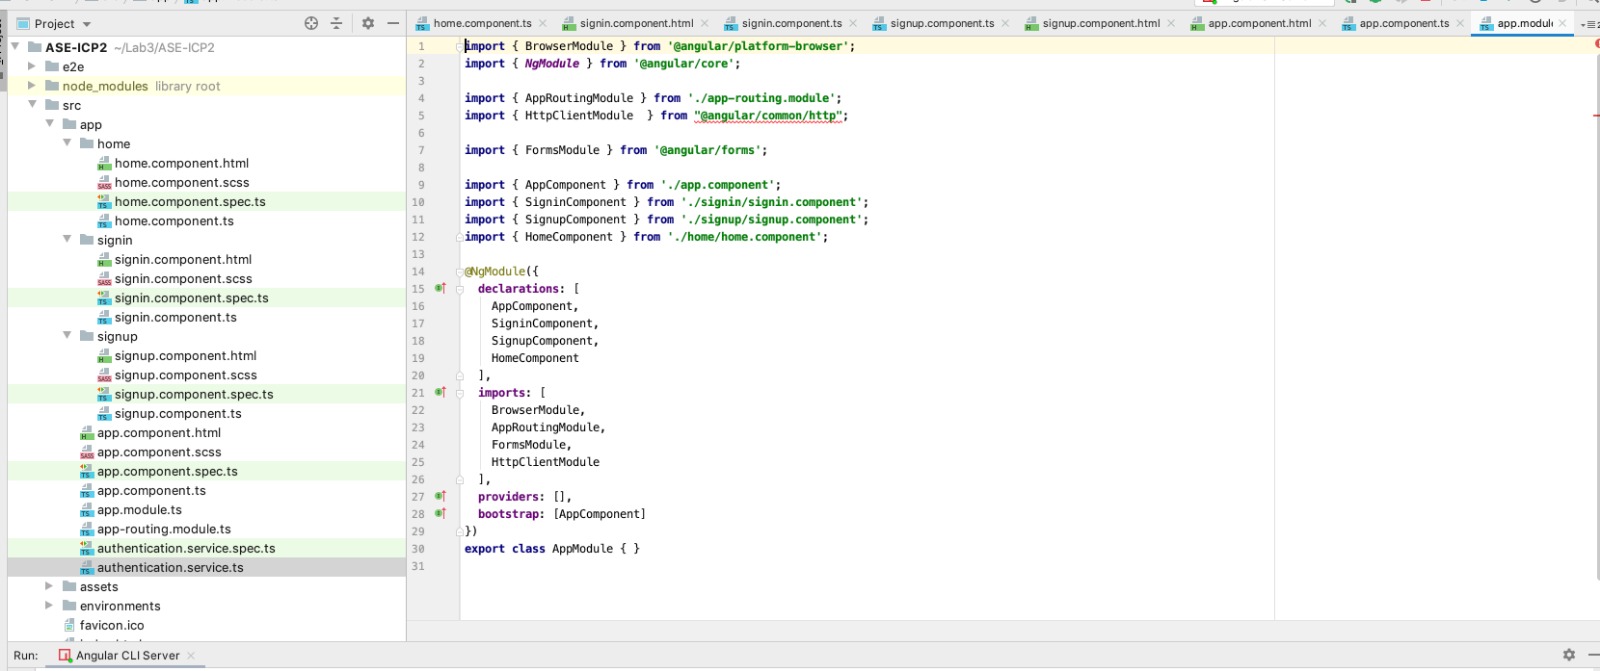 Project
home.component.ts
signin.component.html
signin.component.ts
signup.component.ts
signup.component.html
app.component.html
app.component.ts
app.modul
ASE-ICP2 ~/Lab3/ASE-ICP2
e2e
node_modules library root
src
app
home
home.component.html
home.component.scss
home.component.spec.ts
home.component.ts
signin
signin.component.html
signin.component.scss
signin.component.spec.ts
signin.component.ts
signup
signup.component.html
signup.component.scss
signup.component.spec.ts
signup.component.ts
app.component.html
app.component.scss
app.component.spec.ts
app.component.ts
app.module.ts
app-routing.module.ts
authentication.service.spec.ts
authentication.service.ts
assets
environments
favicon.ico
1 import { BrowserModule } from '@angular/platform-browser';
2 import { NgModule } from '@angular/core';
3
4 import { AppRoutingModule } from './app-routing.module';
5 import { HttpClientModule  } from "@angular/common/http";
6
7 import { FormsModule } from '@angular/forms';
8
9 import { AppComponent } from './app.component';
10 import { SigninComponent } from './signin/signin.component';
11 import { SignupComponent } from './signup/signup.component';
12 import { HomeComponent } from './home/home.component';
13
14 @NgModule({
15 declarations: [
16 AppComponent,
17 SigninComponent,
18 SignupComponent,
19 HomeComponent
20 ],
21 imports: [
22 BrowserModule,
23 AppRoutingModule,
24 FormsModule,
25 HttpClientModule
26 ],
27 providers: [],
28 bootstrap: [AppComponent]
29 })
30 export class AppModule { }
31
Run: Angular CLI Server